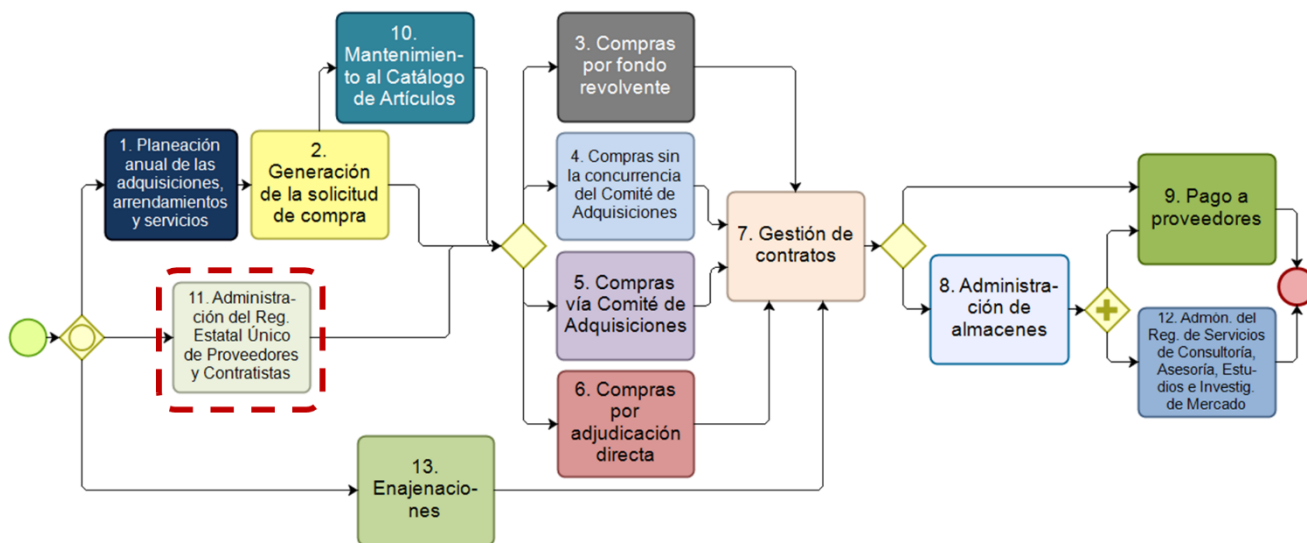 10.
Mantenimien-
to al Catálogo
de Artículos
3. Compras
por fondo
revolvente
1. Planeación
anual de las
adquisiciones,
arrendamientos
y servicios
2.
Generación
de la solicitud
de compra
4. Compras sin
la concurrencia
del Comité de
Adquisiciones
9. Pago a
proveedores
7. Gestión de
contratos
5. Compras
vía Comité de
Adquisiciones
8. Administra-
ción de
almacenes
11. Administra-
ción del Reg.
Estatal Único
de Proveedores
y Contratistas
12. Admòn. del
Reg. de Servicios
de Consultoría,
Asesoría, Estu-
dios e Investig.
de Mercado
6. Compras
por
adjudicación
directa
13.
Enajenacio-
nes